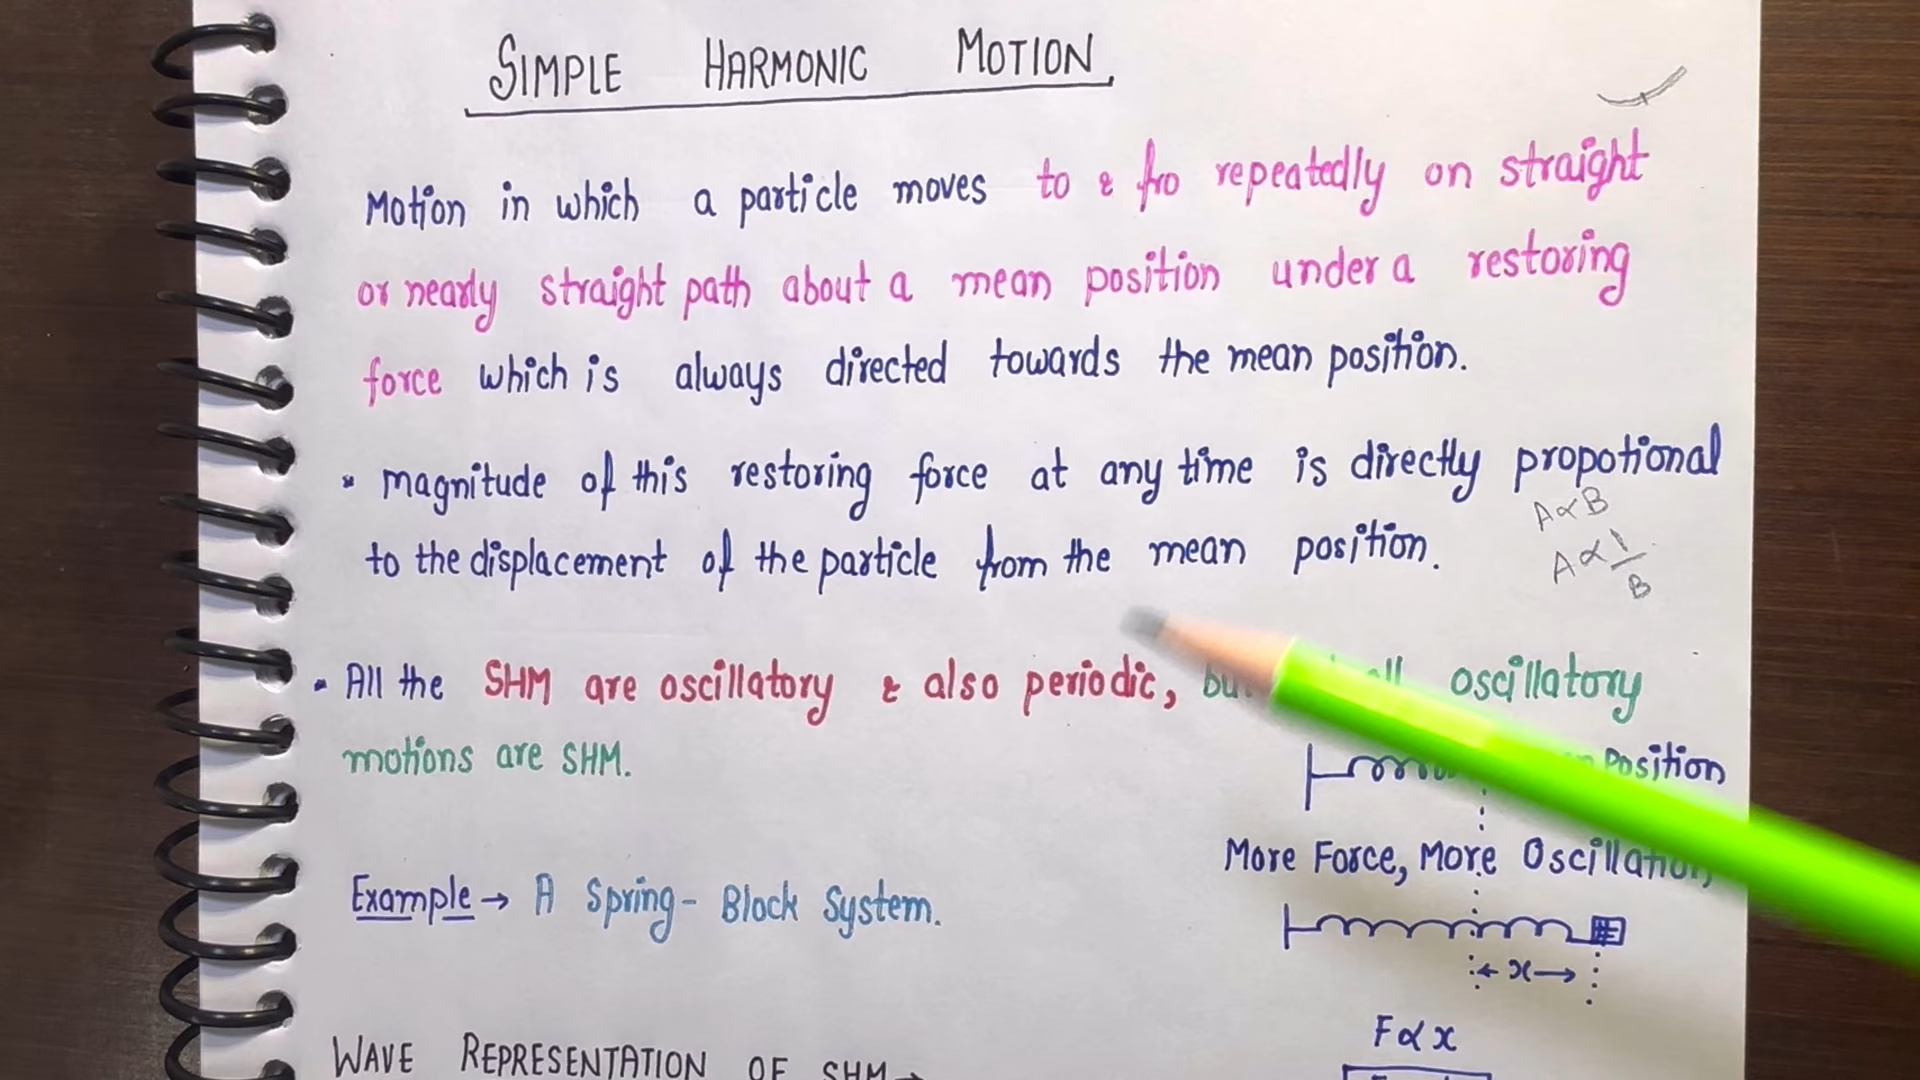 SIMPLE HARMONIC MOTION
Motion in which a particle moves to & fro repeatedly on straight
or nearly straight path about a mean position under a restoring
force which is always directed towards the mean position.
• magnitude of this restoring force at any time is directly propotional
A∝B
to the displacement of the particle from the mean position.
A∝1/B
• All the SHM are oscillatory & also periodic, oscillatory
motions are SHM.
Position
More Force, More Oscillation
Example → A Spring-Block System.
← x →
F∝x
WAVE REPRESENTATION OF SHM →